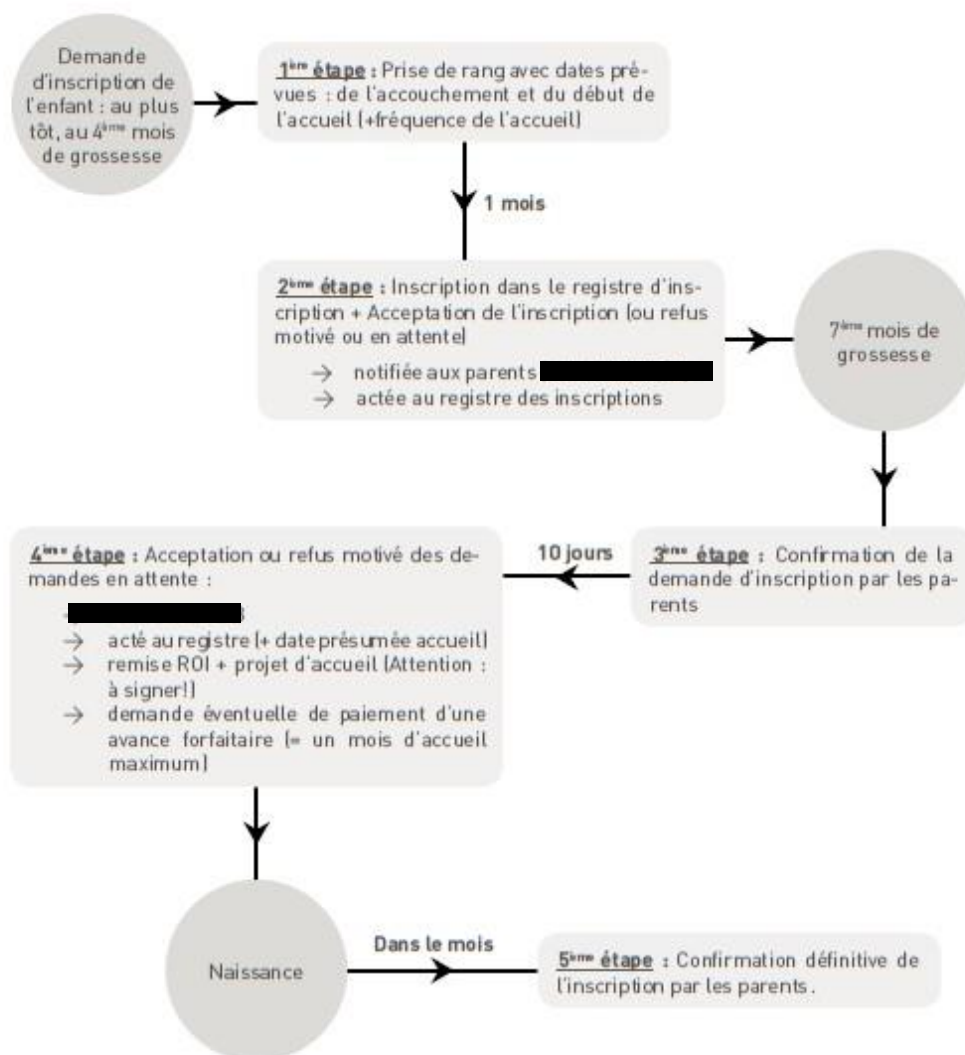 Demande
d'inscription de
l'enfant : au plus
tôt, au 4ème mois
de grossesse
1ère étape : Prise de rang avec dates pré-
vues : de l'accouchement et du début de
l'accueil (+fréquence de l'accueil)
1 mois
2ème étape : Inscription dans le registre d'ins-
cription + Acceptation de l'inscription (ou refus
motivé ou en attente)
→ notifiée aux parents
→ actée au registre des inscriptions
7ème mois de
grossesse
3ème étape : Confirmation de la
demande d'inscription par les pa-
rents
10 jours
4ème étape : Acceptation ou refus motivé des de-
mandes en attente :
→ acté au registre (+ date présumée accueil)
→ remise ROI + projet d'accueil (Attention :
à signer!)
→ demande éventuelle de paiement d'une
avance forfaitaire (= un mois d'accueil
maximum)
Naissance
Dans le mois
5ème étape : Confirmation définitive de
l'inscription par les parents.